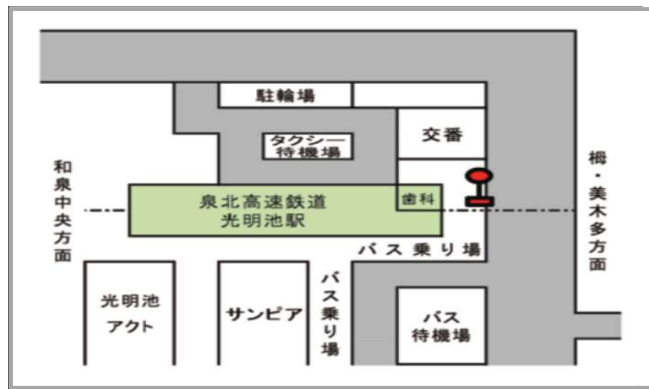 駐輪場
タクシー
待機場
交番
和泉中央方面
栂・美木多方面
泉北高速鉄道
光明池駅
歯科
バス乗り場
光明池
アクト
サンピア
バス乗り場
バス
待機場